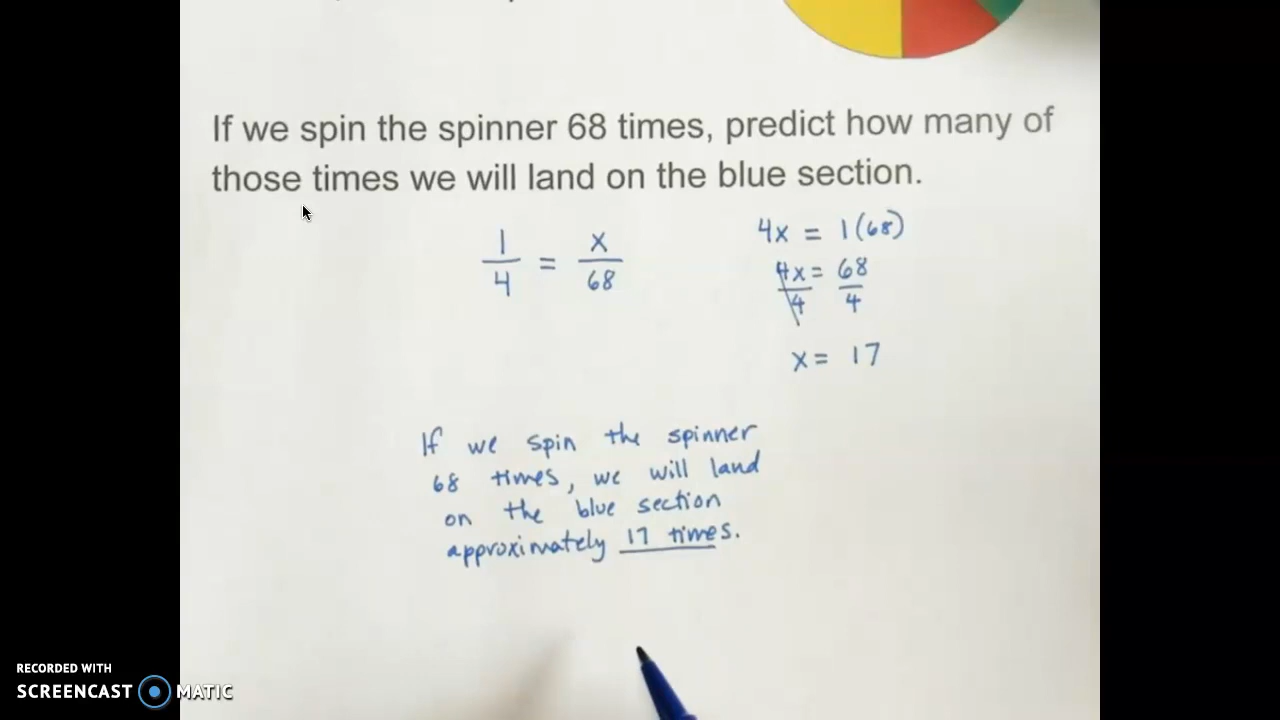 If we spin the spinner 68 times, predict how many of
those times we will land on the blue section.
1/4 = x/68
4x = 1(68)
4x/4 = 68/4
x = 17
If we spin the spinner
68 times, we will land
on the blue section
approximately 17 times.
RECORDED WITH
SCREENCAST MATIC